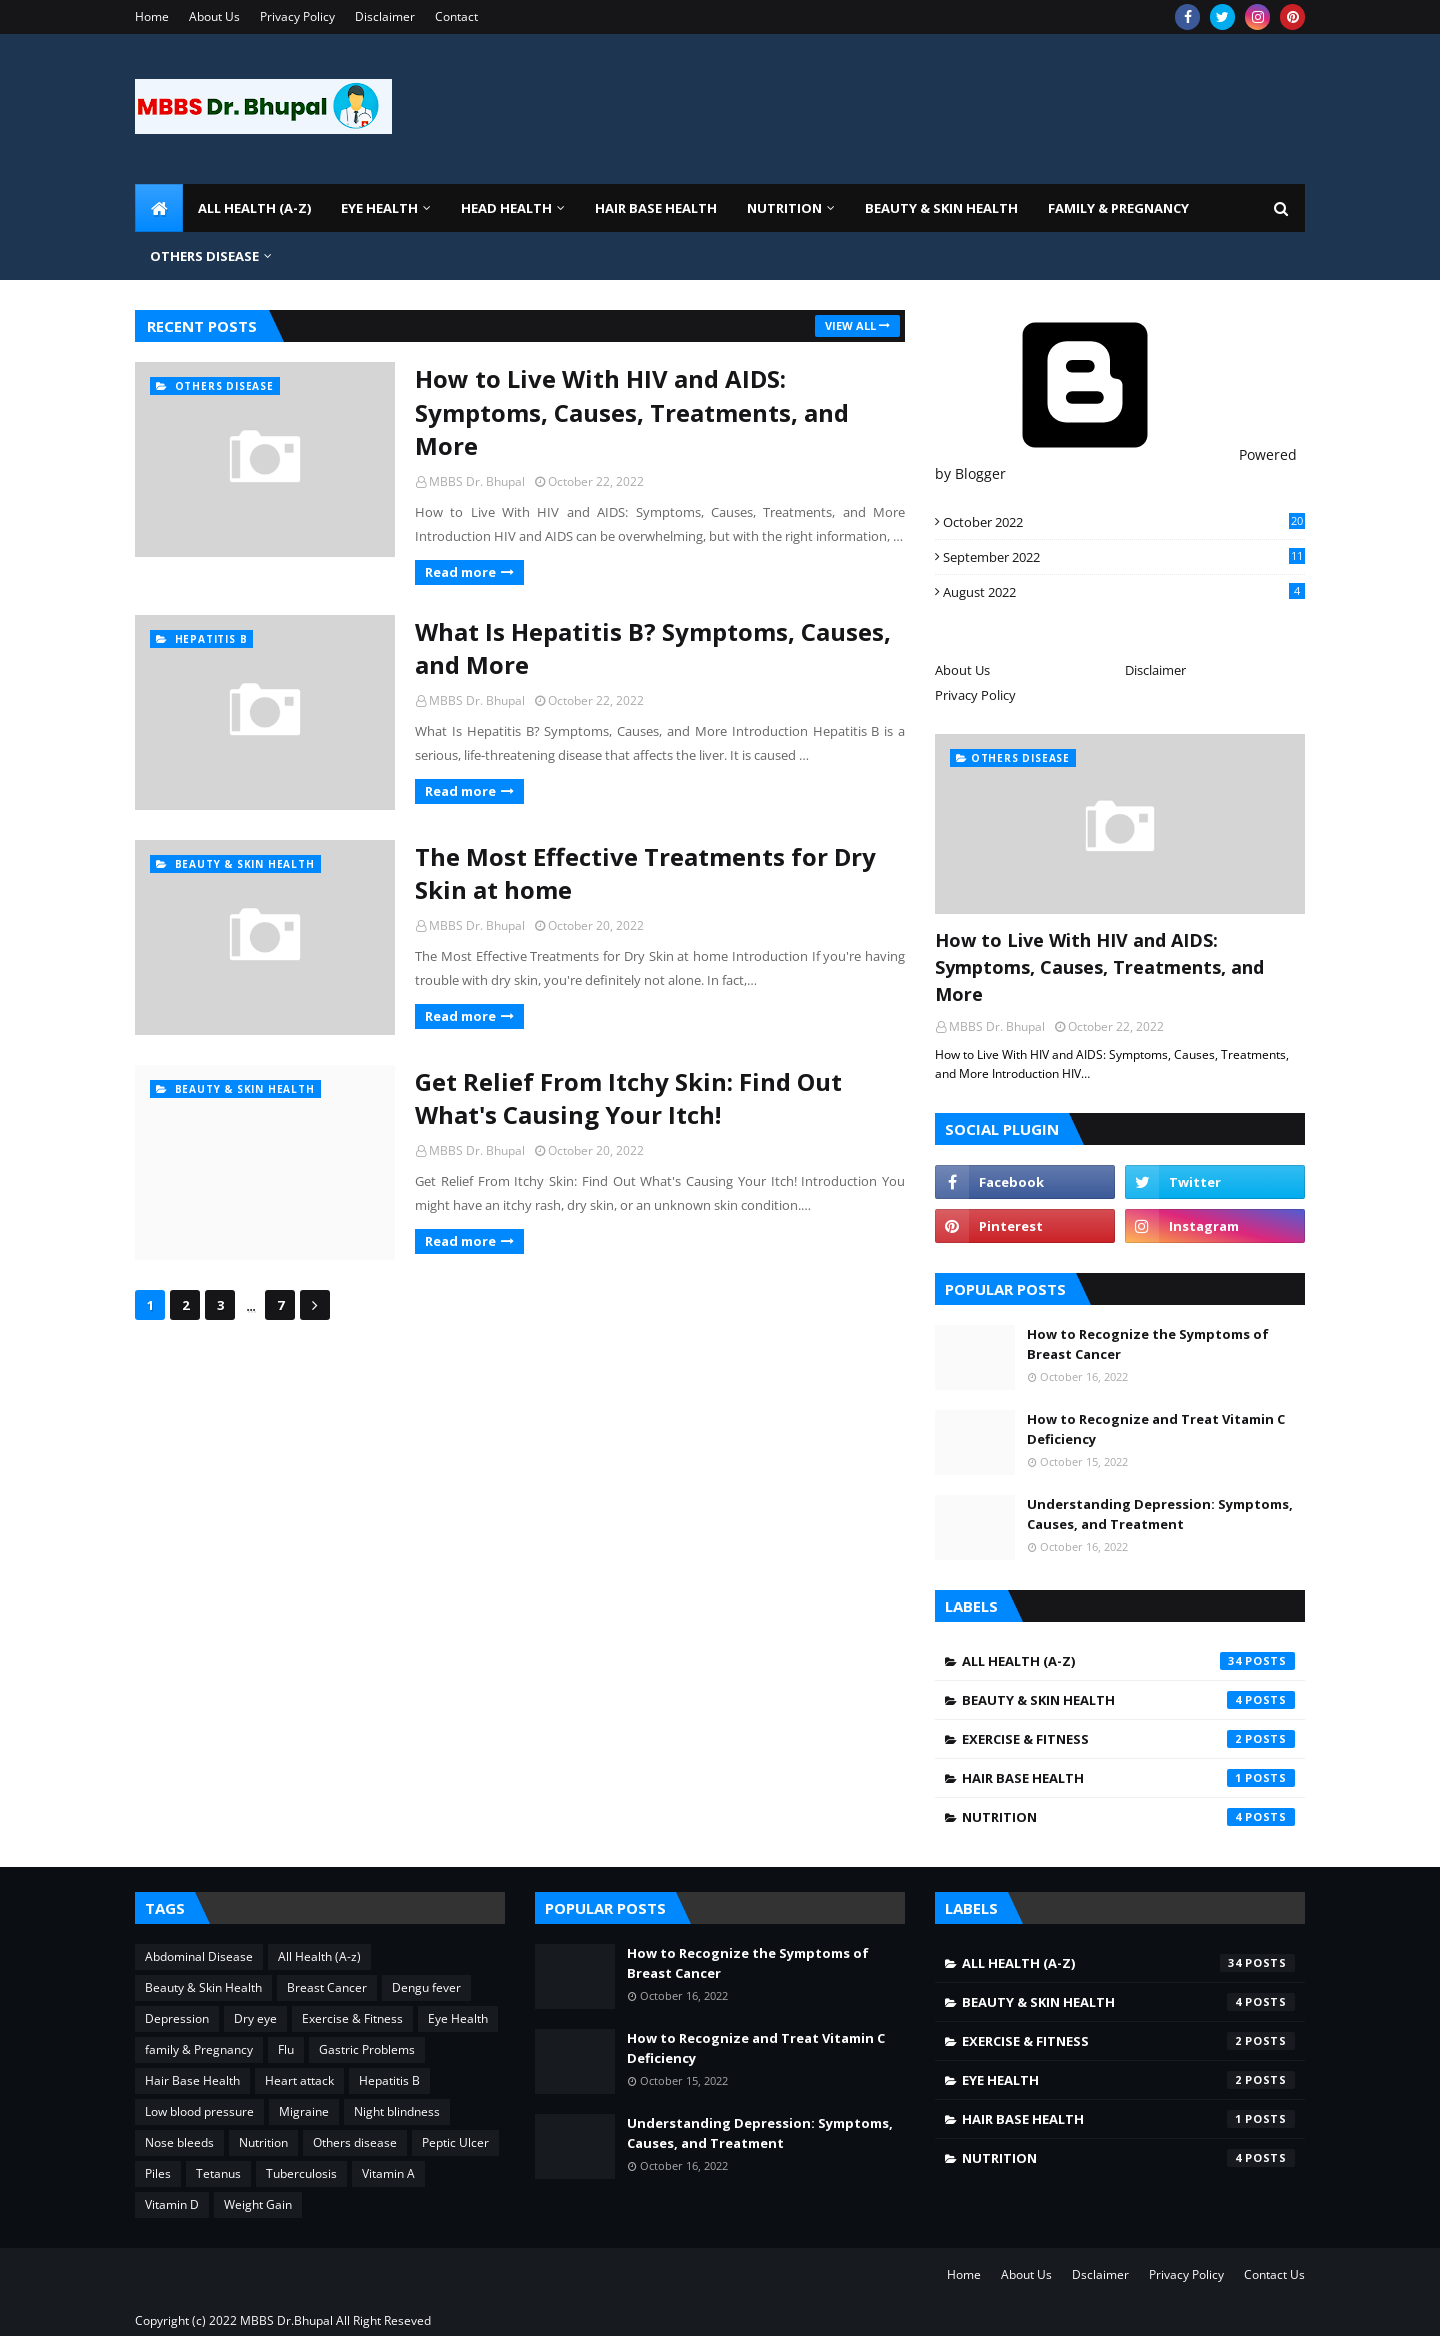 Home About Us Privacy Policy Disclaimer Contact
MBBS Dr. Bhupal
ALL HEALTH (A-Z) EYE HEALTH HEAD HEALTH HAIR BASE HEALTH NUTRITION BEAUTY & SKIN HEALTH FAMILY & PREGNANCY
OTHERS DISEASE
RECENT POSTS
VIEW ALL
OTHERS DISEASE
How to Live With HIV and AIDS:
Symptoms, Causes, Treatments, and
More
MBBS Dr. Bhupal October 22, 2022
How to Live With HIV and AIDS: Symptoms, Causes, Treatments, and More
Introduction HIV and AIDS can be overwhelming, but with the right information, …
Read more
HEPATITIS B
What Is Hepatitis B? Symptoms, Causes,
and More
MBBS Dr. Bhupal October 22, 2022
What Is Hepatitis B? Symptoms, Causes, and More Introduction Hepatitis B is a
serious, life-threatening disease that affects the liver. It is caused …
Read more
BEAUTY & SKIN HEALTH
The Most Effective Treatments for Dry
Skin at home
MBBS Dr. Bhupal October 20, 2022
The Most Effective Treatments for Dry Skin at home Introduction If you're having
trouble with dry skin, you're definitely not alone. In fact,…
Read more
BEAUTY & SKIN HEALTH
Get Relief From Itchy Skin: Find Out
What's Causing Your Itch!
MBBS Dr. Bhupal October 20, 2022
Get Relief From Itchy Skin: Find Out What's Causing Your Itch! Introduction You
might have an itchy rash, dry skin, or an unknown skin condition.…
Read more
1 2 3 ... 7
Powered
by Blogger
October 2022 20
September 2022 11
August 2022 4
About Us Disclaimer
Privacy Policy
OTHERS DISEASE
How to Live With HIV and AIDS:
Symptoms, Causes, Treatments, and
More
MBBS Dr. Bhupal October 22, 2022
How to Live With HIV and AIDS: Symptoms, Causes, Treatments,
and More Introduction HIV…
SOCIAL PLUGIN
Facebook Twitter
Pinterest Instagram
POPULAR POSTS
How to Recognize the Symptoms of
Breast Cancer
October 16, 2022
How to Recognize and Treat Vitamin C
Deficiency
October 15, 2022
Understanding Depression: Symptoms,
Causes, and Treatment
October 16, 2022
LABELS
ALL HEALTH (A-Z) 34 POSTS
BEAUTY & SKIN HEALTH 4 POSTS
EXERCISE & FITNESS 2 POSTS
HAIR BASE HEALTH 1 POSTS
NUTRITION 4 POSTS
TAGS
Abdominal Disease All Health (A-z)
Beauty & Skin Health Breast Cancer Dengu fever
Depression Dry eye Exercise & Fitness Eye Health
family & Pregnancy Flu Gastric Problems
Hair Base Health Heart attack Hepatitis B
Low blood pressure Migraine Night blindness
Nose bleeds Nutrition Others disease Peptic Ulcer
Piles Tetanus Tuberculosis Vitamin A
Vitamin D Weight Gain
POPULAR POSTS
How to Recognize the Symptoms of
Breast Cancer
October 16, 2022
How to Recognize and Treat Vitamin C
Deficiency
October 15, 2022
Understanding Depression: Symptoms,
Causes, and Treatment
October 16, 2022
LABELS
ALL HEALTH (A-Z) 34 POSTS
BEAUTY & SKIN HEALTH 4 POSTS
EXERCISE & FITNESS 2 POSTS
EYE HEALTH 2 POSTS
HAIR BASE HEALTH 1 POSTS
NUTRITION 4 POSTS
Home About Us Dsclaimer Privacy Policy Contact Us
Copyright (c) 2022 MBBS Dr.Bhupal All Right Reseved